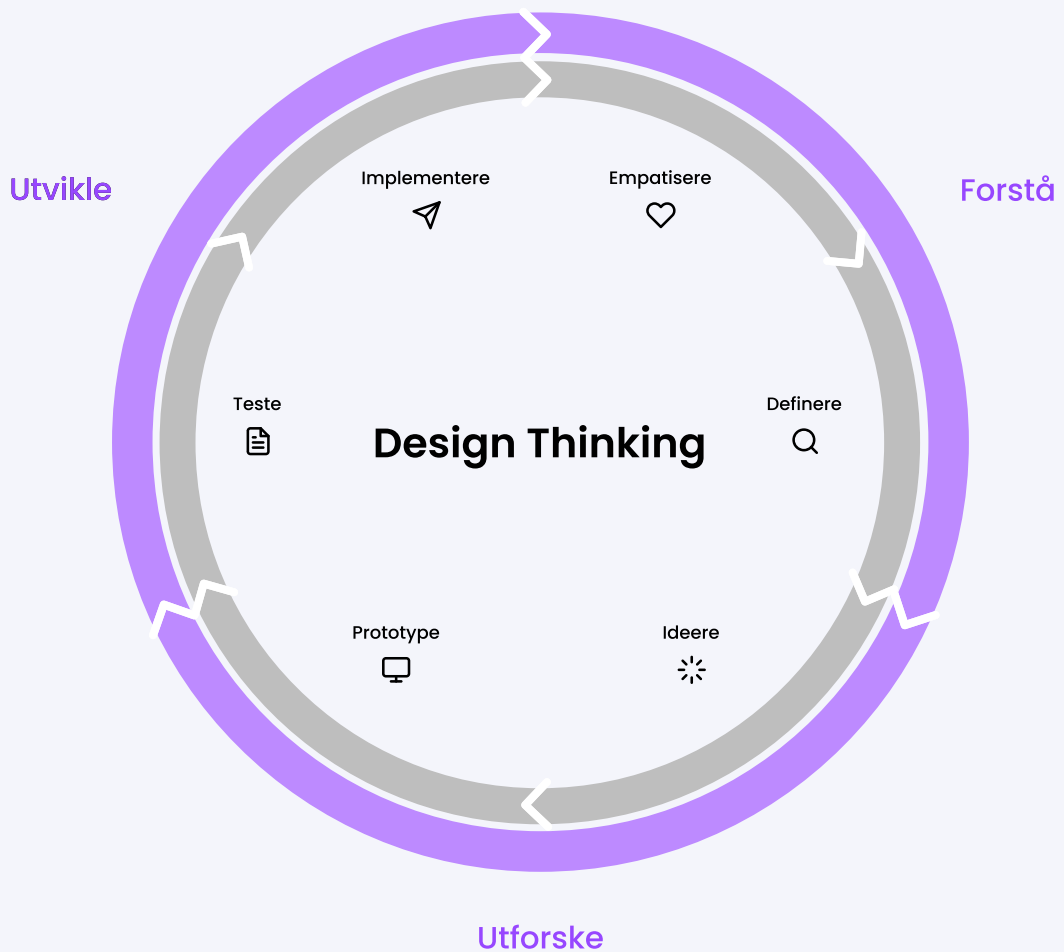 Implementere
Empatisere
Utvikle
Forstå
Teste
Definere
Design Thinking
Prototype
Ideere
Utforske